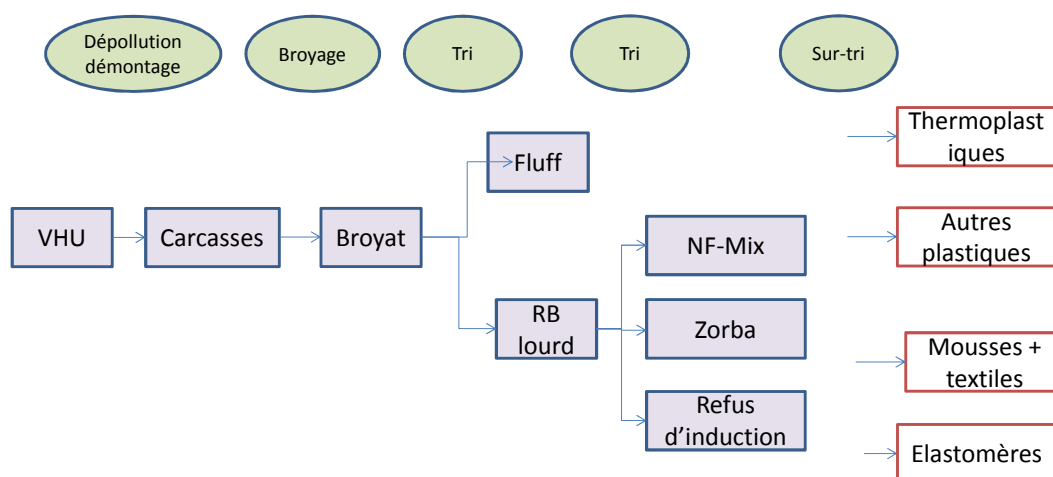 Dépollution
démontage
Broyage
Tri
Tri
Sur-tri
Thermoplast
iques
Fluff
VHU
Carcasses
Broyat
NF-Mix
Autres
plastiques
RB
lourd
Zorba
Mousses +
textiles
Refus
d’induction
Elastomères